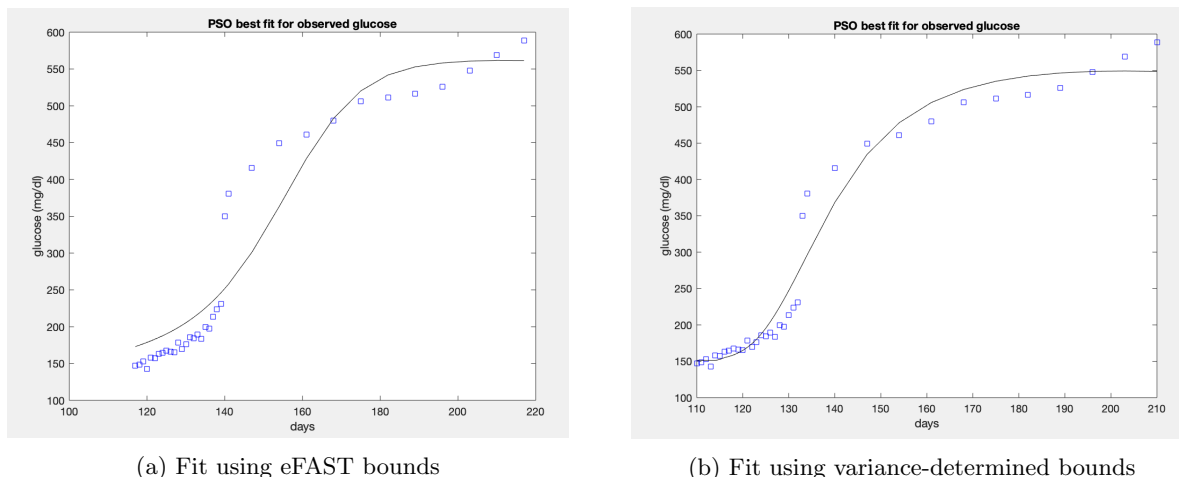 PSO best fit for observed glucose
600
550
500
450
400
350
300
250
200
150
100
glucose (mg/dl)
100 120 140 160 180 200 220
days
(a) Fit using eFAST bounds
PSO best fit for observed glucose
600
550
500
450
400
350
300
250
200
150
100
glucose (mg/dl)
110 120 130 140 150 160 170 180 190 200 210
days
(b) Fit using variance-determined bounds